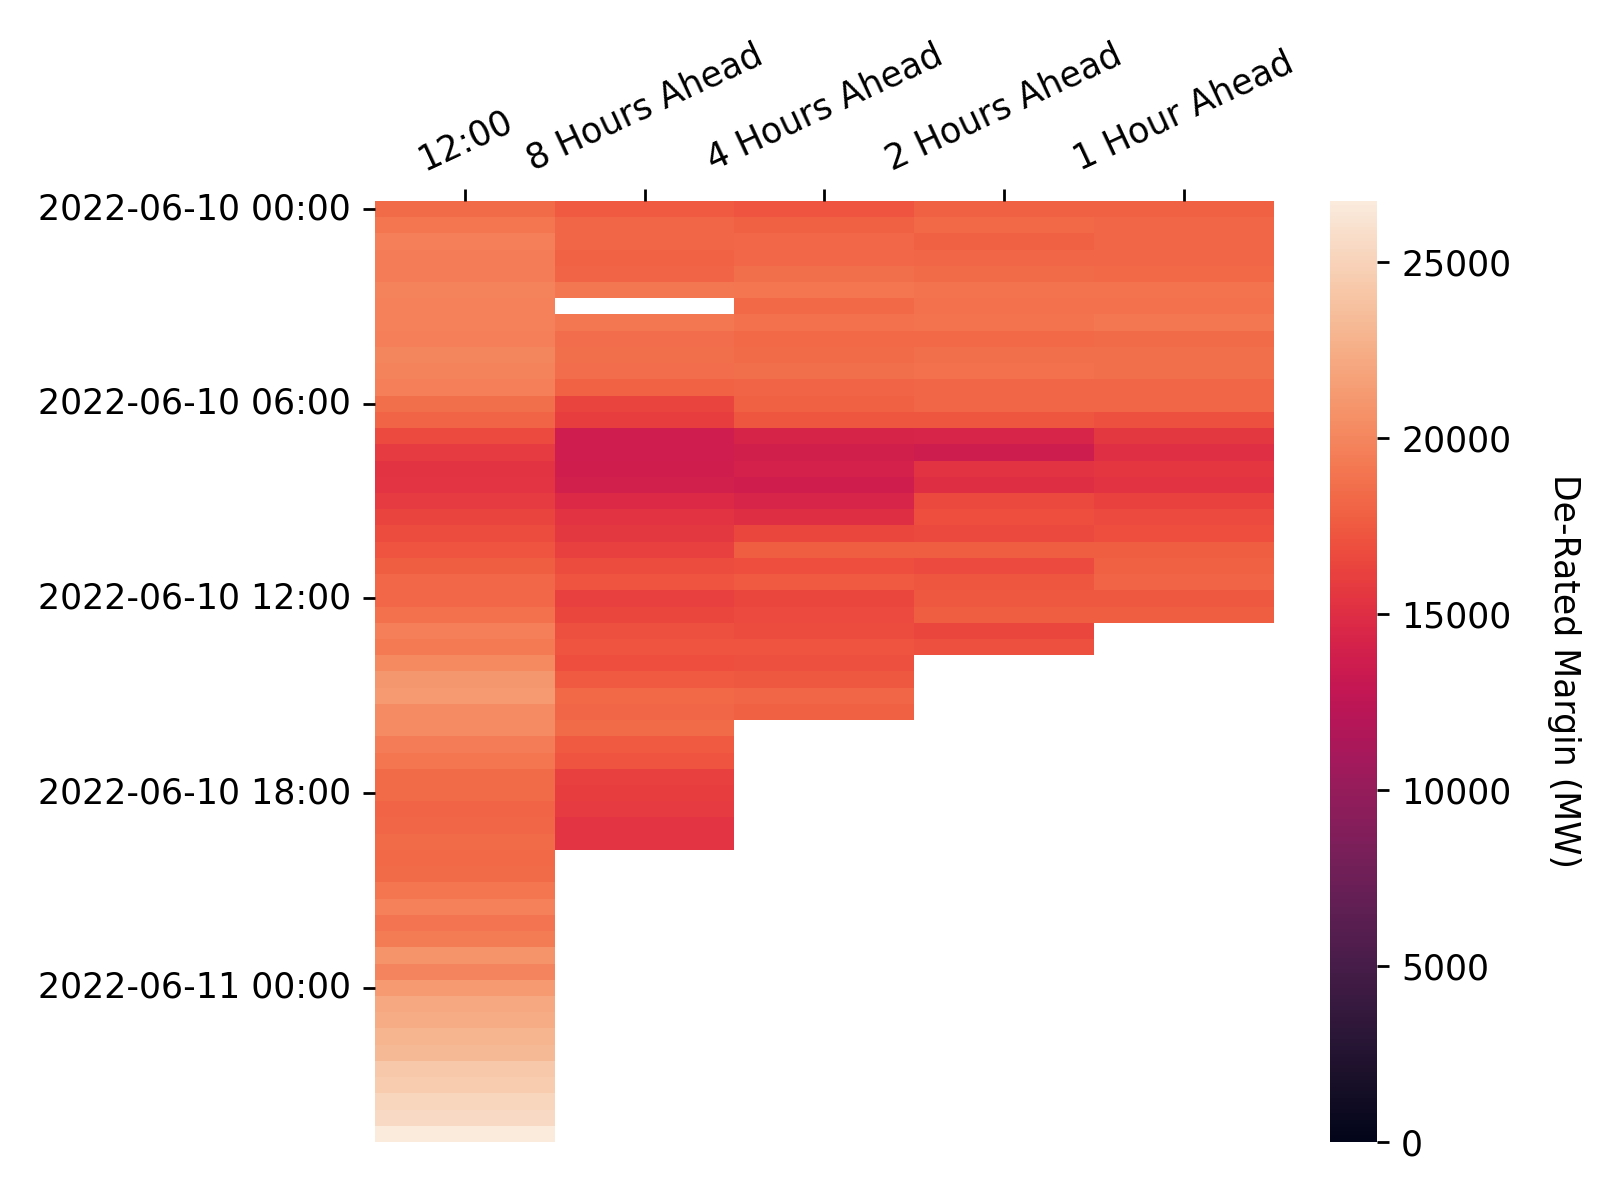 12:00
8 Hours Ahead
4 Hours Ahead
2 Hours Ahead
1 Hour Ahead
2022-06-10 00:00
2022-06-10 06:00
2022-06-10 12:00
2022-06-10 18:00
2022-06-11 00:00
25000
20000
15000
10000
5000
0
De-Rated Margin (MW)